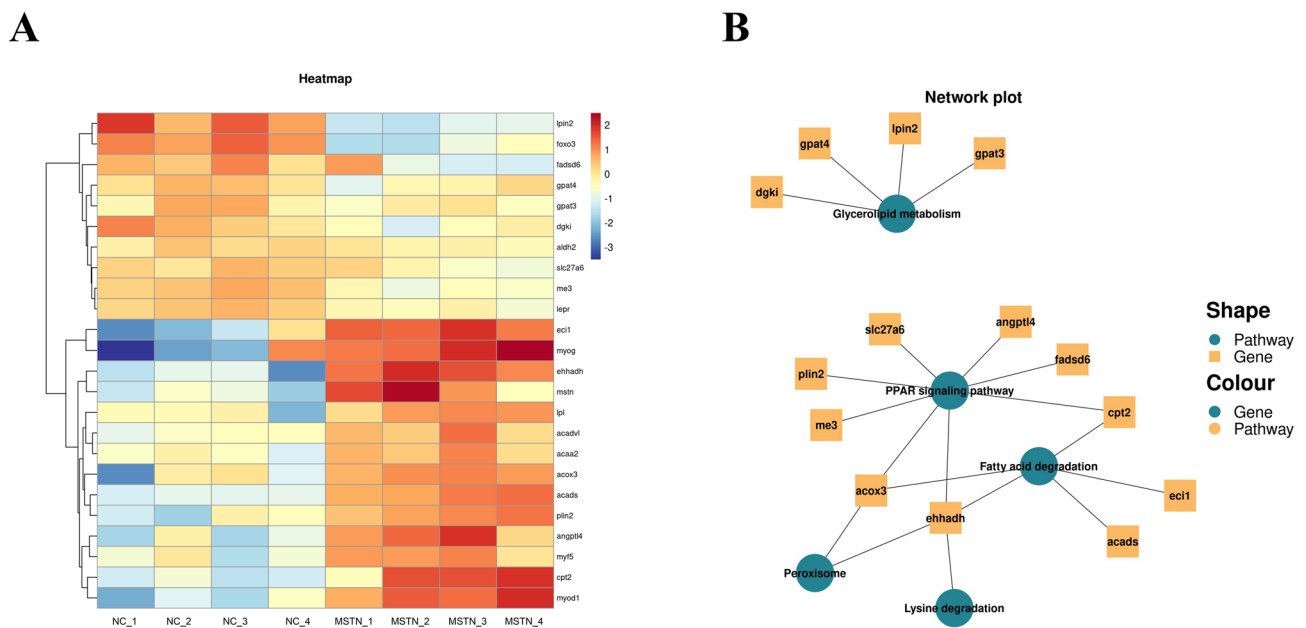 A
B
Heatmap
lpin2
foxo3
fadsd6
gpat4
gpat3
dgki
aldh2
slc27a6
me3
lepr
eci1
myog
ehhadh
mstn
lpl
acadvl
acaa2
acox3
acads
plin2
angptl4
myf5
cpt2
myod1
2
1
0
-1
-2
-3
NC_1 NC_2 NC_3 NC_4 MSTN_1 MSTN_2 MSTN_3 MSTN_4
Network plot
lpin2
gpat4
gpat3
dgki
Glycerolipid metabolism
angptl4
slc27a6
fadsd6
plin2
PPAR signaling pathway
cpt2
me3
Fatty acid degradation
acox3
eci1
ehhadh
acads
Peroxisome
Lysine degradation
Shape
Pathway
Gene
Colour
Gene
Pathway